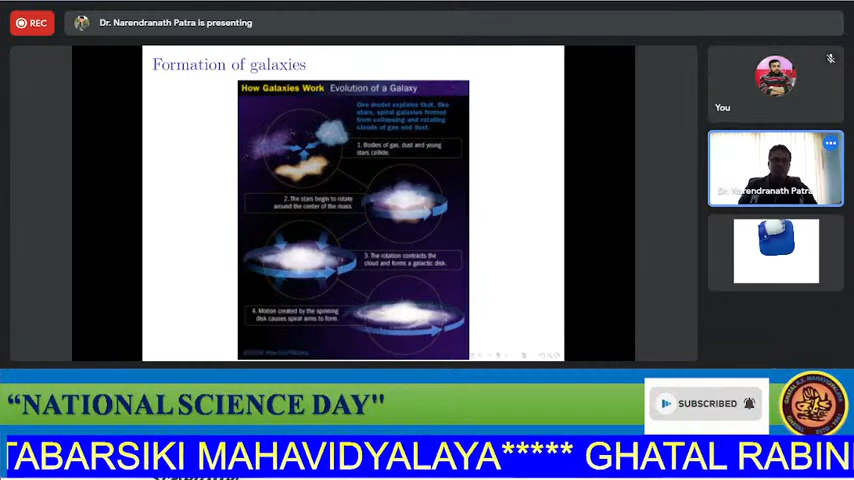 REC
Dr. Narendranath Patra is presenting
Formation of galaxies
How Galaxies Work Evolution of a Galaxy
One model explains that, like
stars, spiral galaxies formed
from collapsing and rotating
clouds of gas and dust.
1. Bodies of gas, dust and young
stars collide.
2. The stars begin to rotate
around the center of the mass.
3. The rotation contracts the
cloud and forms a galactic disk.
4. Motion created by the spinning
disk causes spiral arms to form.
You
Dr. Narendranath Patra
"NATIONAL SCIENCE DAY"
SUBSCRIBED
TABARSIKI MAHAVIDYALAYA***** GHATAL RABIN